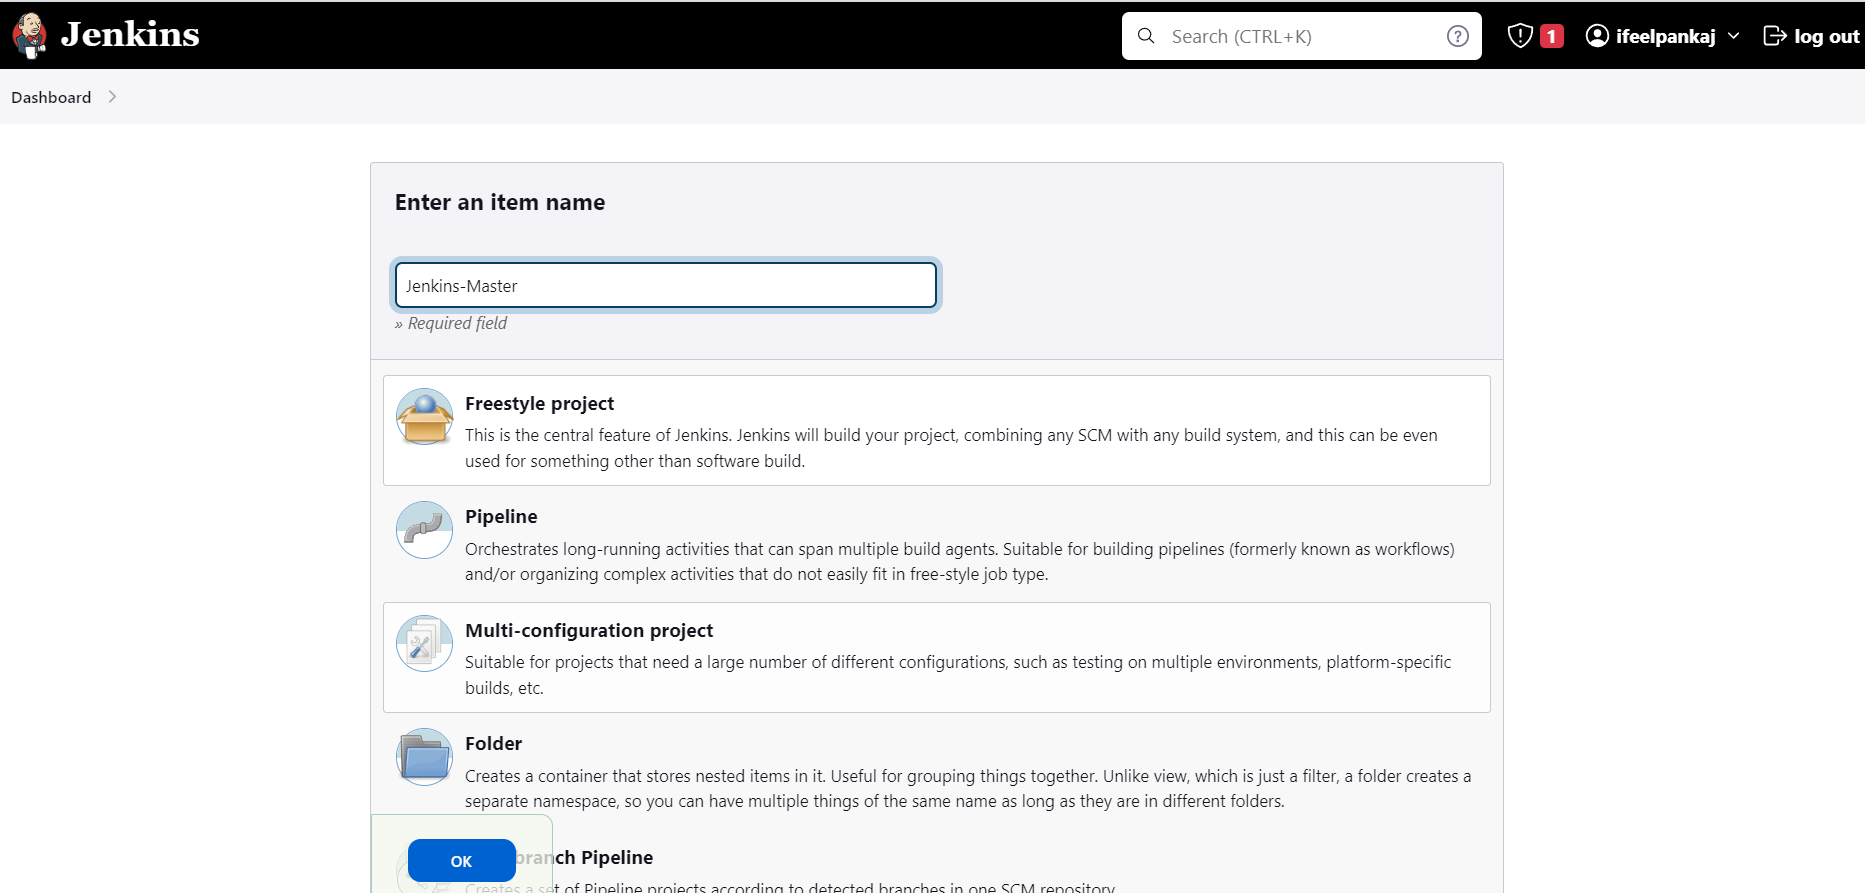 Jenkins
Search (CTRL+K)
?
1
ifeelpankaj
log out
Dashboard
Enter an item name
Jenkins-Master
» Required field
Freestyle project
This is the central feature of Jenkins. Jenkins will build your project, combining any SCM with any build system, and this can be even
used for something other than software build.
Pipeline
Orchestrates long-running activities that can span multiple build agents. Suitable for building pipelines (formerly known as workflows)
and/or organizing complex activities that do not easily fit in free-style job type.
Multi-configuration project
Suitable for projects that need a large number of different configurations, such as testing on multiple environments, platform-specific
builds, etc.
Folder
Creates a container that stores nested items in it. Useful for grouping things together. Unlike view, which is just a filter, a folder creates a
separate namespace, so you can have multiple things of the same name as long as they are in different folders.
OK
branch Pipeline
Creates a set of Pipeline projects according to detected branches in one SCM repository.